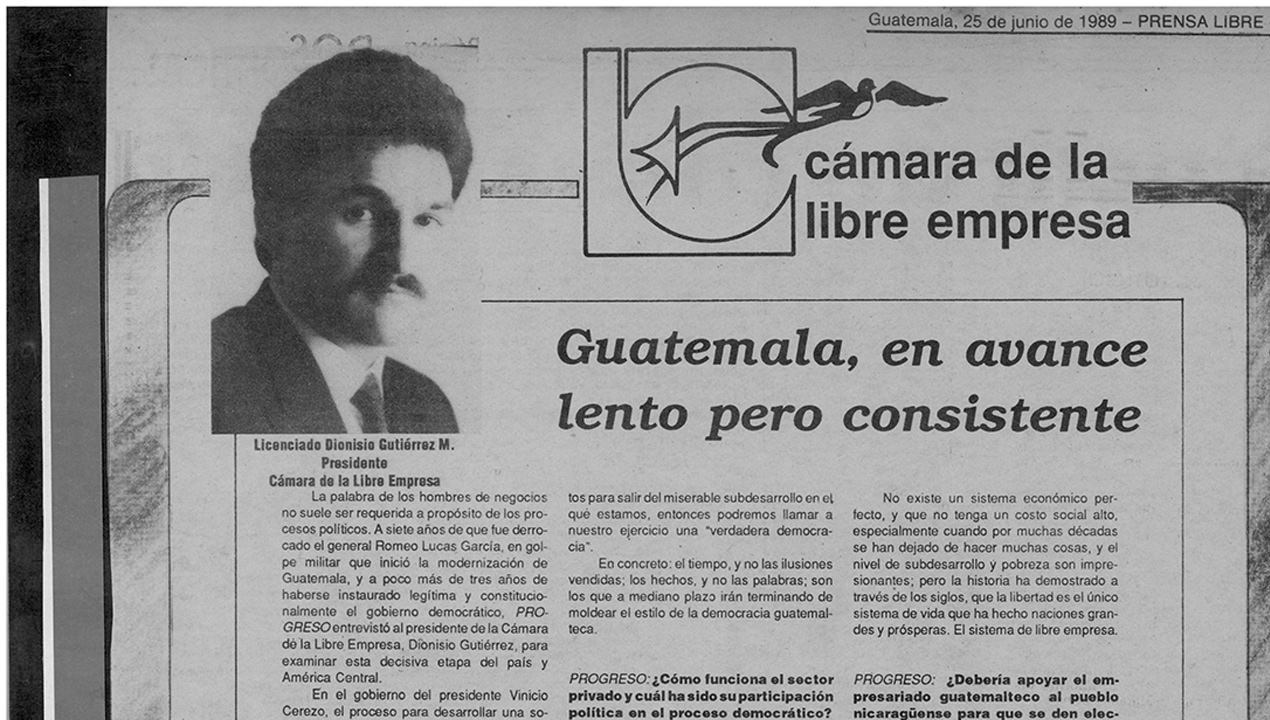 Guatemala, 25 de junio de 1989 – PRENSA LIBRE
cámara de la
libre empresa
Guatemala, en avance
lento pero consistente
Licenciado Dionisio Gutiérrez M.
Presidente
Cámara de la Libre Empresa
La palabra de los hombres de negocios
no suele ser requerida a propósito de los pro-
cesos políticos. A siete años de que fue derro-
cado el general Romeo Lucas García, en gol-
pe militar que inició la modernización de
Guatemala, y a poco más de tres años de
haberse instaurado legítima y constitucio-
nalmente el gobierno democrático, PRO-
GRESO entrevistó al presidente de la Cámara
de la Libre Empresa, Dionisio Gutiérrez, para
examinar esta decisiva etapa del país y
América Central.
En el gobierno del presidente Vinicio
Cerezo, el proceso para desarrollar una so-
tos para salir del miserable subdesarrollo en el
qué estamos, entonces podremos llamar a
nuestro ejercicio una "verdadera democra-
cia".
En concreto: el tiempo, y no las ilusiones
vendidas; los hechos, y no las palabras; son
los que a mediano plazo irán terminando de
moldear el estilo de la democracia guatemal-
teca.
PROGRESO: ¿Cómo funciona el sector
privado y cuál ha sido su participación
política en el proceso democrático?
No existe un sistema económico per-
fecto, y que no tenga un costo social alto,
especialmente cuando por muchas décadas
se han dejado de hacer muchas cosas, y el
nivel de subdesarrollo y pobreza son impre-
sionantes; pero la historia ha demostrado a
través de los siglos, que la libertad es el único
sistema de vida que ha hecho naciones gran-
des y prósperas. El sistema de libre empresa.
PROGRESO: ¿Debería apoyar el em-
presariado guatemalteco al pueblo
nicaragüense para que se den elec-